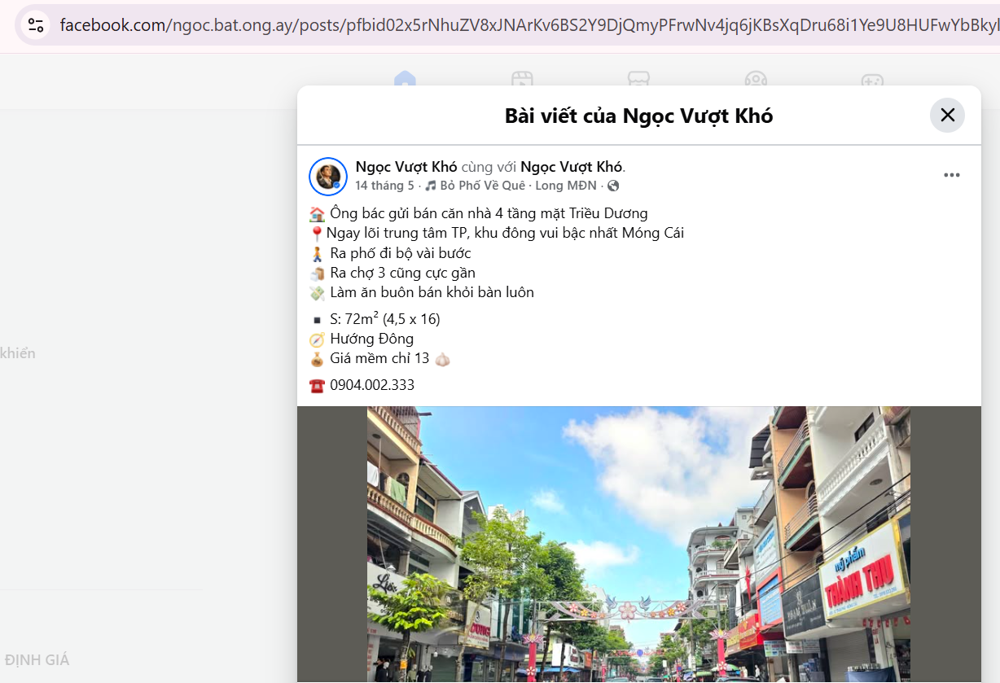 facebook.com/ngoc.bat.ong.ay/posts/pfbid02x5rNhuZV8xJNArKv6BS2Y9DjQmyPFrwNv4jq6jKBsXqDru68i1Ye9U8HUFwYbBkyl
Bài viết của Ngọc Vượt Khó
Ngọc Vượt Khó cùng với Ngọc Vượt Khó.
14 tháng 5 · Bỏ Phố Về Quê · Long MĐN ·
Ông bác gửi bán căn nhà 4 tầng mặt Triều Dương
Ngay lõi trung tâm TP, khu đông vui bậc nhất Móng Cái
Ra phố đi bộ vài bước
Ra chợ 3 cũng cực gần
Làm ăn buôn bán khỏi bàn luôn
S: 72m² (4,5 x 16)
Hướng Đông
khiển
Giá mềm chỉ 13
0904.002.333
mỹ phẩm
THÀNH THU
ĐỊNH GIÁ